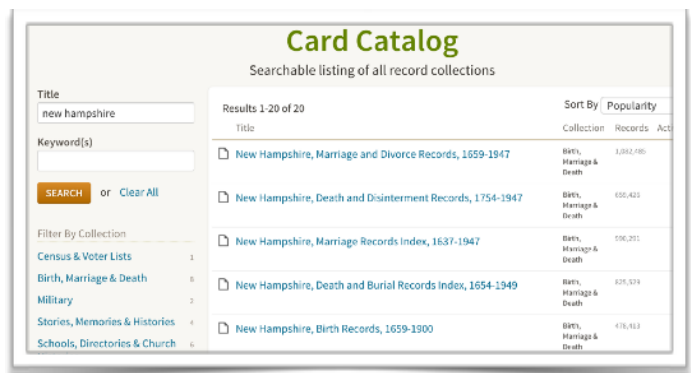 Card Catalog
Searchable listing of all record collections
Title
new hampshire
Keyword(s)
SEARCH or Clear All
Filter By Collection
Census & Voter Lists 1
Birth, Marriage & Death 8
Military 2
Stories, Memories & Histories 4
Schools, Directories & Church
Results 1-20 of 20
Sort By Popularity
Title Collection Records Acti
New Hampshire, Marriage and Divorce Records, 1659-1947 Birth, Marriage & Death
New Hampshire, Death and Disinterment Records, 1754-1947 Birth, Marriage & Death
New Hampshire, Marriage Records Index, 1637-1947 Birth, Marriage & Death
New Hampshire, Death and Burial Records Index, 1654-1949 Birth, Marriage & Death
New Hampshire, Birth Records, 1659-1900 Birth, Marriage & Death